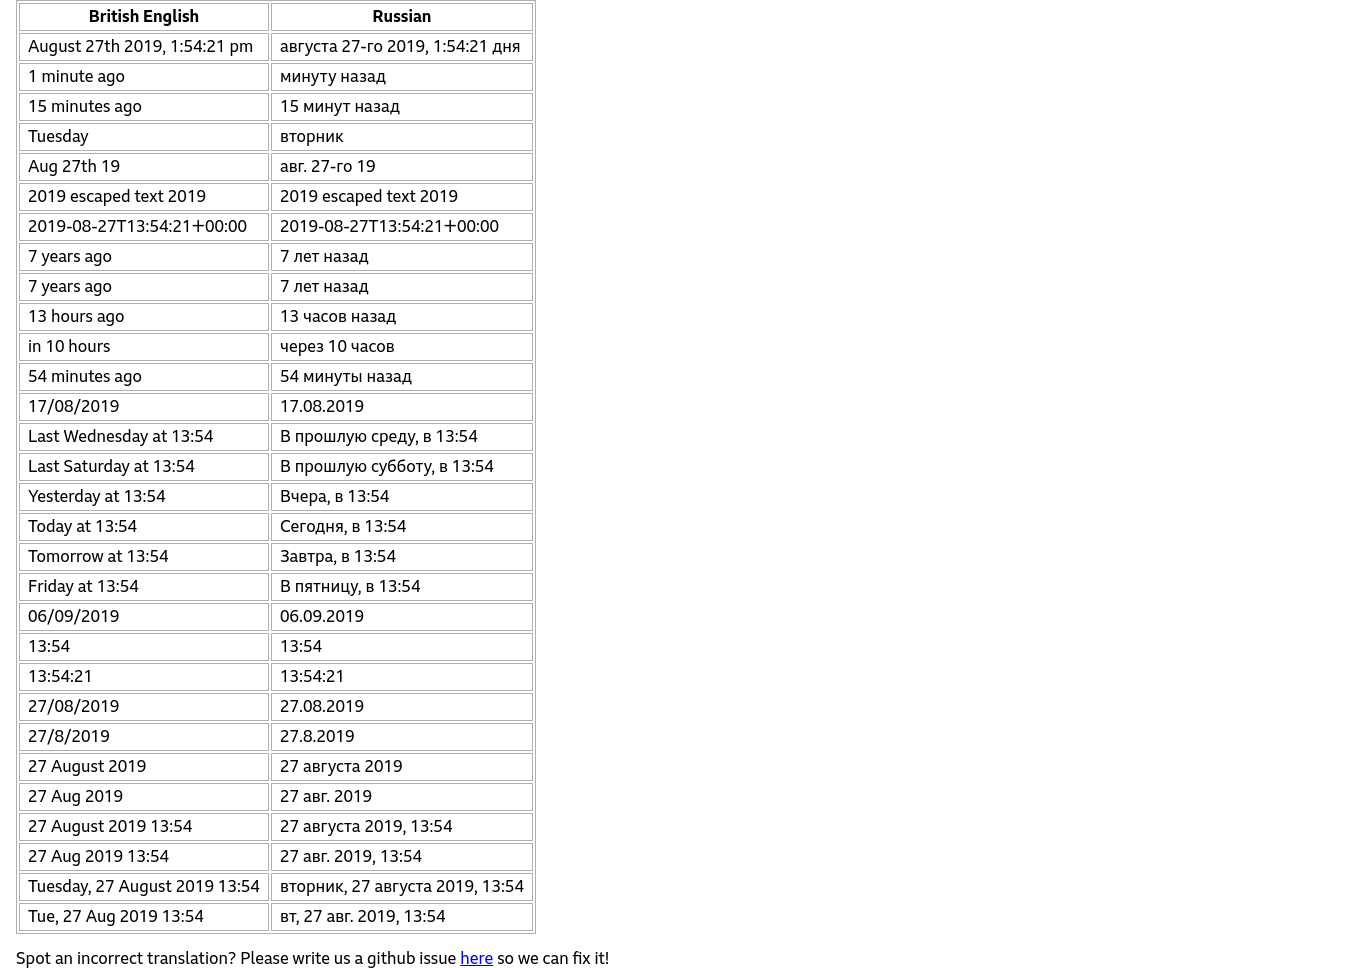 British English Russian
August 27th 2019, 1:54:21 pm августа 27-го 2019, 1:54:21 дня
1 minute ago минуту назад
15 minutes ago 15 минут назад
Tuesday вторник
Aug 27th 19 авг. 27-го 19
2019 escaped text 2019 2019 escaped text 2019
2019-08-27T13:54:21+00:00 2019-08-27T13:54:21+00:00
7 years ago 7 лет назад
7 years ago 7 лет назад
13 hours ago 13 часов назад
in 10 hours через 10 часов
54 minutes ago 54 минуты назад
17/08/2019 17.08.2019
Last Wednesday at 13:54 В прошлую среду, в 13:54
Last Saturday at 13:54 В прошлую субботу, в 13:54
Yesterday at 13:54 Вчера, в 13:54
Today at 13:54 Сегодня, в 13:54
Tomorrow at 13:54 Завтра, в 13:54
Friday at 13:54 В пятницу, в 13:54
06/09/2019 06.09.2019
13:54 13:54
13:54:21 13:54:21
27/08/2019 27.08.2019
27/8/2019 27.8.2019
27 August 2019 27 августа 2019
27 Aug 2019 27 авг. 2019
27 August 2019 13:54 27 августа 2019, 13:54
27 Aug 2019 13:54 27 авг. 2019, 13:54
Tuesday, 27 August 2019 13:54 вторник, 27 августа 2019, 13:54
Tue, 27 Aug 2019 13:54 вт, 27 авг. 2019, 13:54
Spot an incorrect translation? Please write us a github issue here so we can fix it!